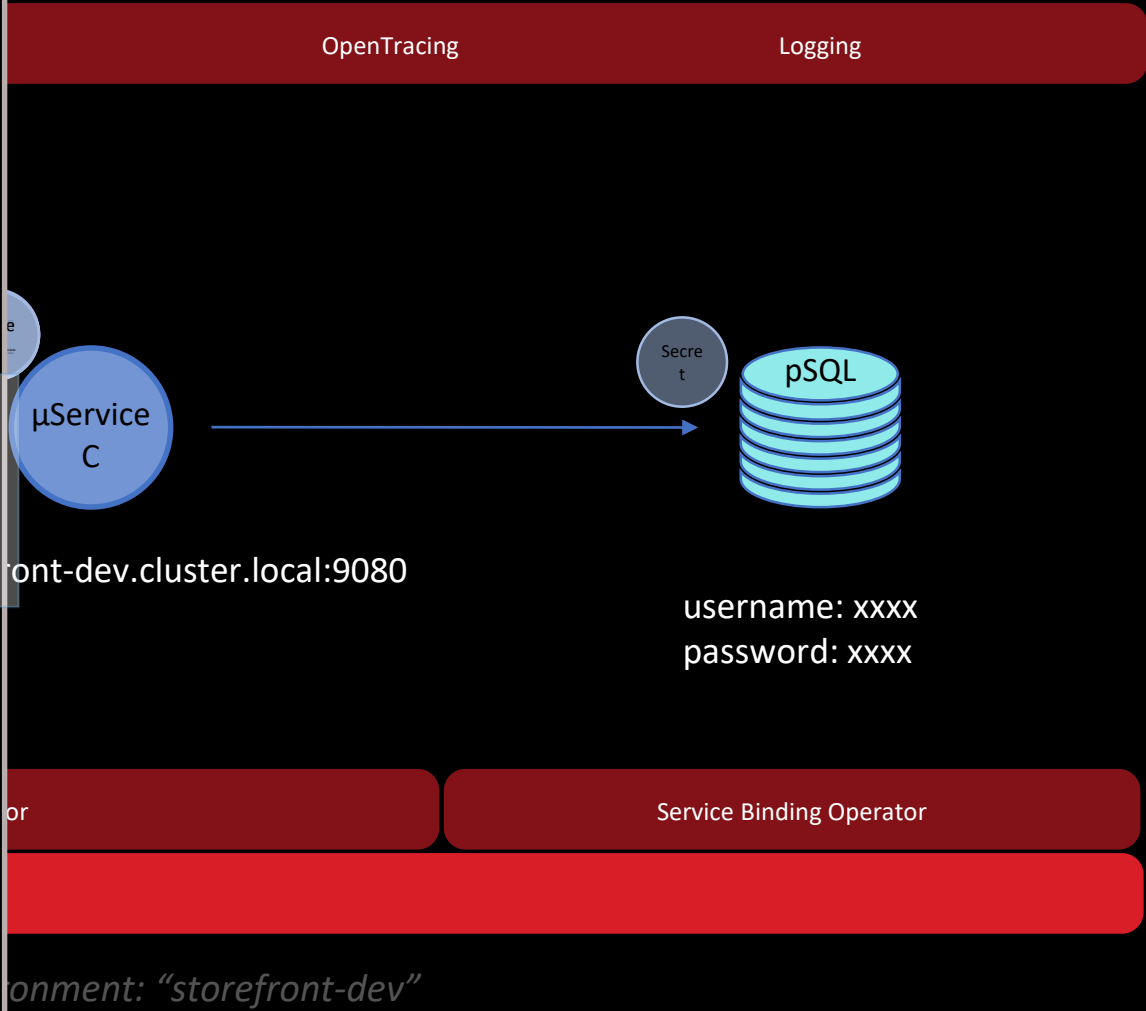 OpenTracing
Logging
e
µService
C
Secre
t
pSQL
ront-dev.cluster.local:9080
username: xxxx
password: xxxx
or
Service Binding Operator
onment: “storefront-dev”